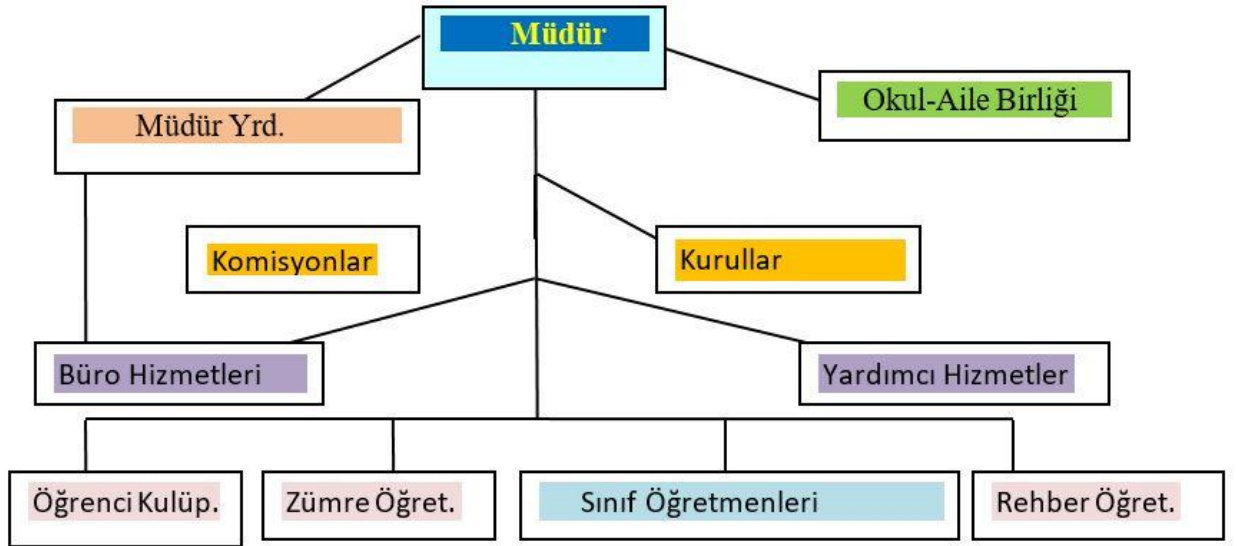 Müdür
Okul-Aile Birliği
Müdür Yrd.
Komisyonlar
Kurullar
Büro Hizmetleri
Yardımcı Hizmetler
Öğrenci Kulüp.
Zümre Öğret.
Sınıf Öğretmenleri
Rehber Öğret.